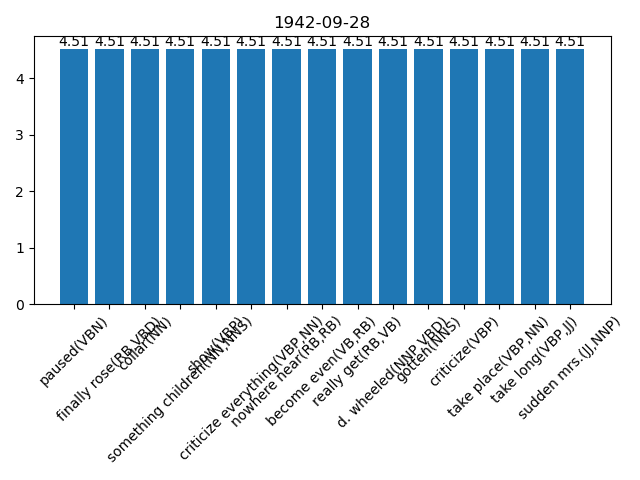 1942-09-28
4.51 4.51 4.51 4.51 4.51 4.51 4.51 4.51 4.51 4.51 4.51 4.51 4.51 4.51 4.51
4
3
2
1
0
paused(VBN)
finally rose(RB,VBD)
collar(NN)
something children(NN,NNS)
show(VBP)
criticize everything(VBP,NN)
nowhere near(RB,RB)
become even(VB,RB)
really get(RB,VB)
d. wheeled(NNP,VBD)
gotten(NNS)
criticize(VBP)
take place(VBP,NN)
take long(VBP,JJ)
sudden mrs.(JJ,NNP)